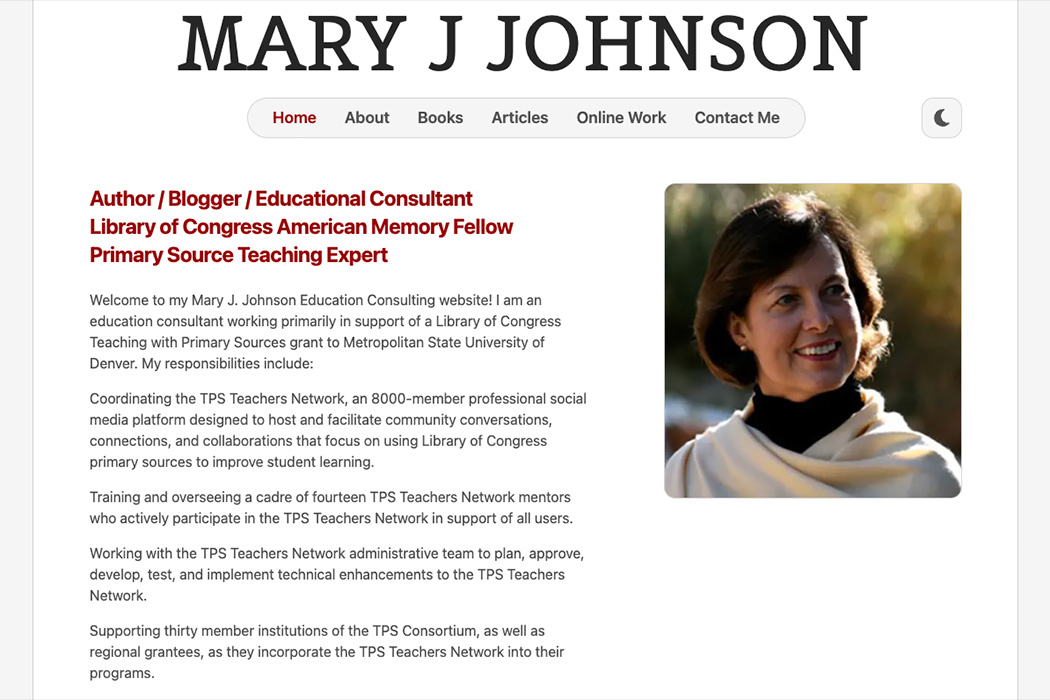 MARY J JOHNSON
Home About Books Articles Online Work Contact Me
Author / Blogger / Educational Consultant
Library of Congress American Memory Fellow
Primary Source Teaching Expert
Welcome to my Mary J. Johnson Education Consulting website! I am an
education consultant working primarily in support of a Library of Congress
Teaching with Primary Sources grant to Metropolitan State University of
Denver. My responsibilities include:
Coordinating the TPS Teachers Network, an 8000-member professional social
media platform designed to host and facilitate community conversations,
connections, and collaborations that focus on using Library of Congress
primary sources to improve student learning.
Training and overseeing a cadre of fourteen TPS Teachers Network mentors
who actively participate in the TPS Teachers Network in support of all users.
Working with the TPS Teachers Network administrative team to plan, approve,
develop, test, and implement technical enhancements to the TPS Teachers
Network.
Supporting thirty member institutions of the TPS Consortium, as well as
regional grantees, as they incorporate the TPS Teachers Network into their
programs.